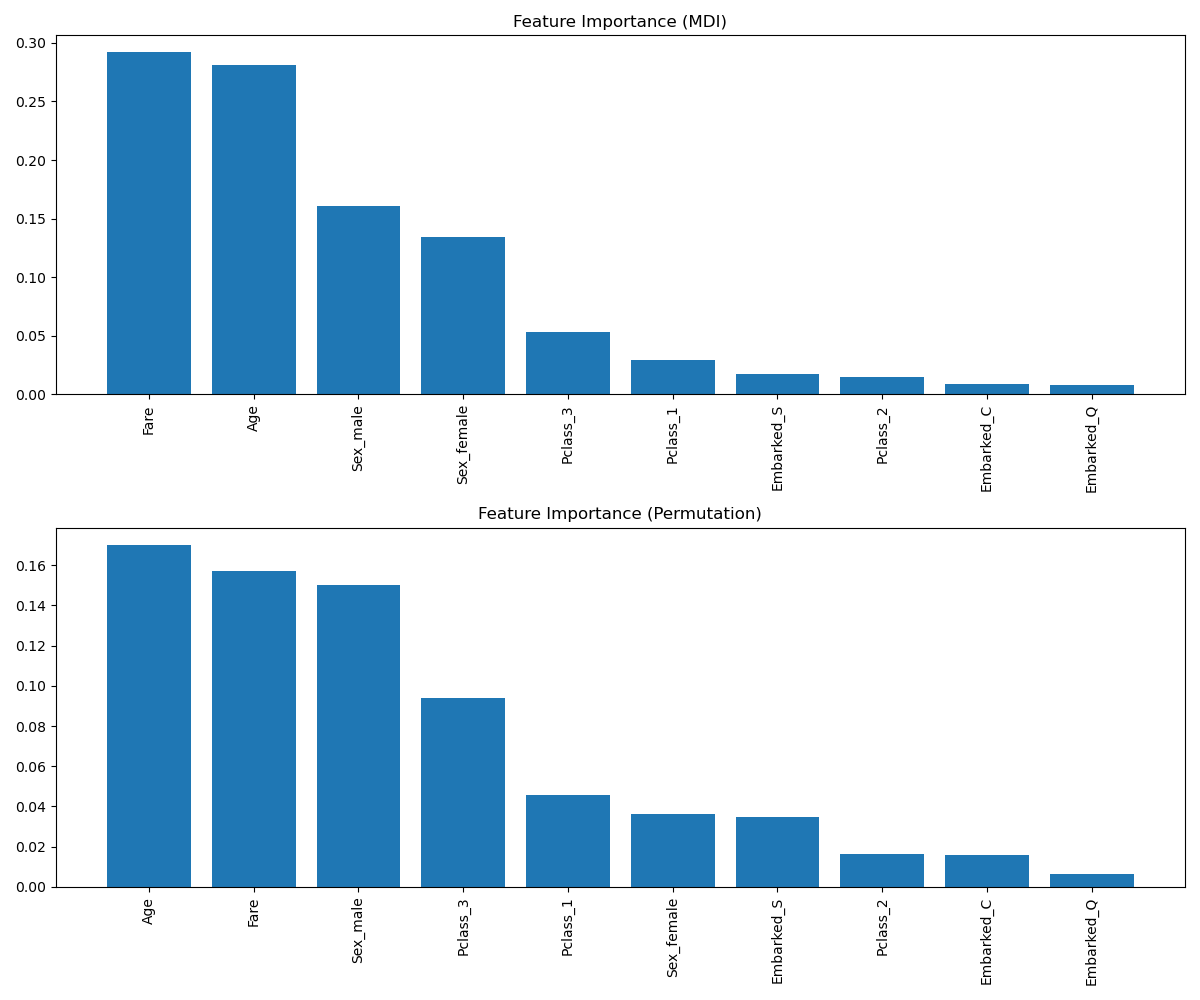 Feature Importance (MDI)
0.30
0.25
0.20
0.15
0.10
0.05
0.00
Fare
Age
Sex_male
Sex_female
Pclass_3
Pclass_1
Embarked_S
Pclass_2
Embarked_C
Embarked_Q
Feature Importance (Permutation)
0.16
0.14
0.12
0.10
0.08
0.06
0.04
0.02
0.00
Age
Fare
Sex_male
Pclass_3
Pclass_1
Sex_female
Embarked_S
Pclass_2
Embarked_C
Embarked_Q